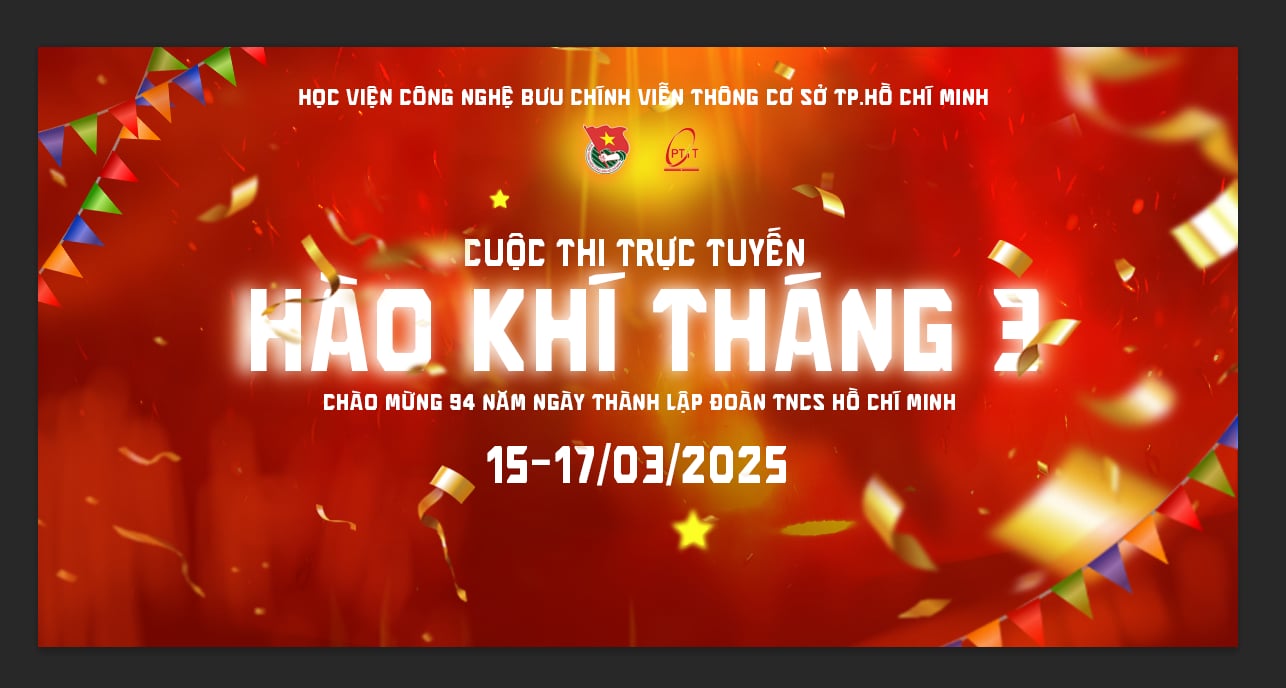 HỌC VIỆN CÔNG NGHỆ BƯU CHÍNH VIỄN THÔNG CƠ SỞ TP.HỒ CHÍ MINH
PTIT
CUỘC THI TRỰC TUYẾN
HÀO KHÍ THÁNG 3
CHÀO MỪNG 94 NĂM NGÀY THÀNH LẬP ĐOÀN TNCS HỒ CHÍ MINH
15-17/03/2025